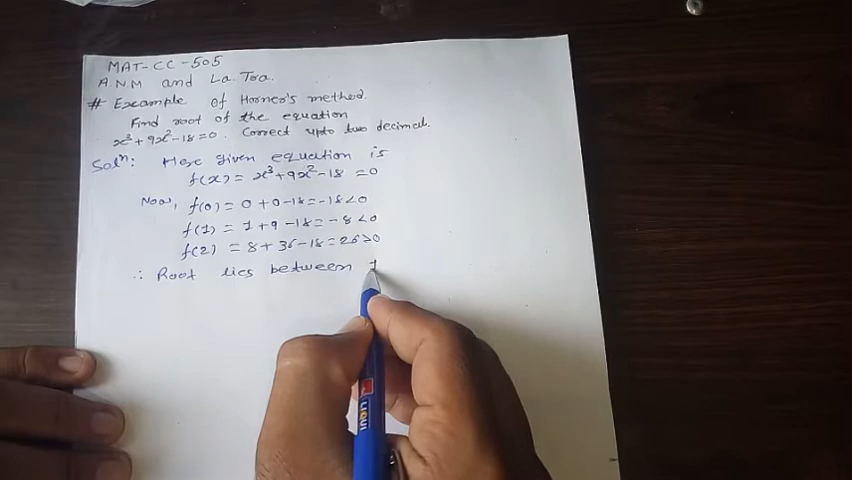 MAT-CC-505
A.N.M and La.Tra.
# Example of Horner's method.
Find root of the equation
x³+9x²-18=0. Correct upto two decimal.
Solⁿ: Here given equation is
f(x) = x³+9x²-18 =0
Now, f(0) = 0+0-18=-18<0
f(1) = 1+9-18=-8<0
f(2) = 8+36-18=26>0
∴ Root lies between 1
LIQUI